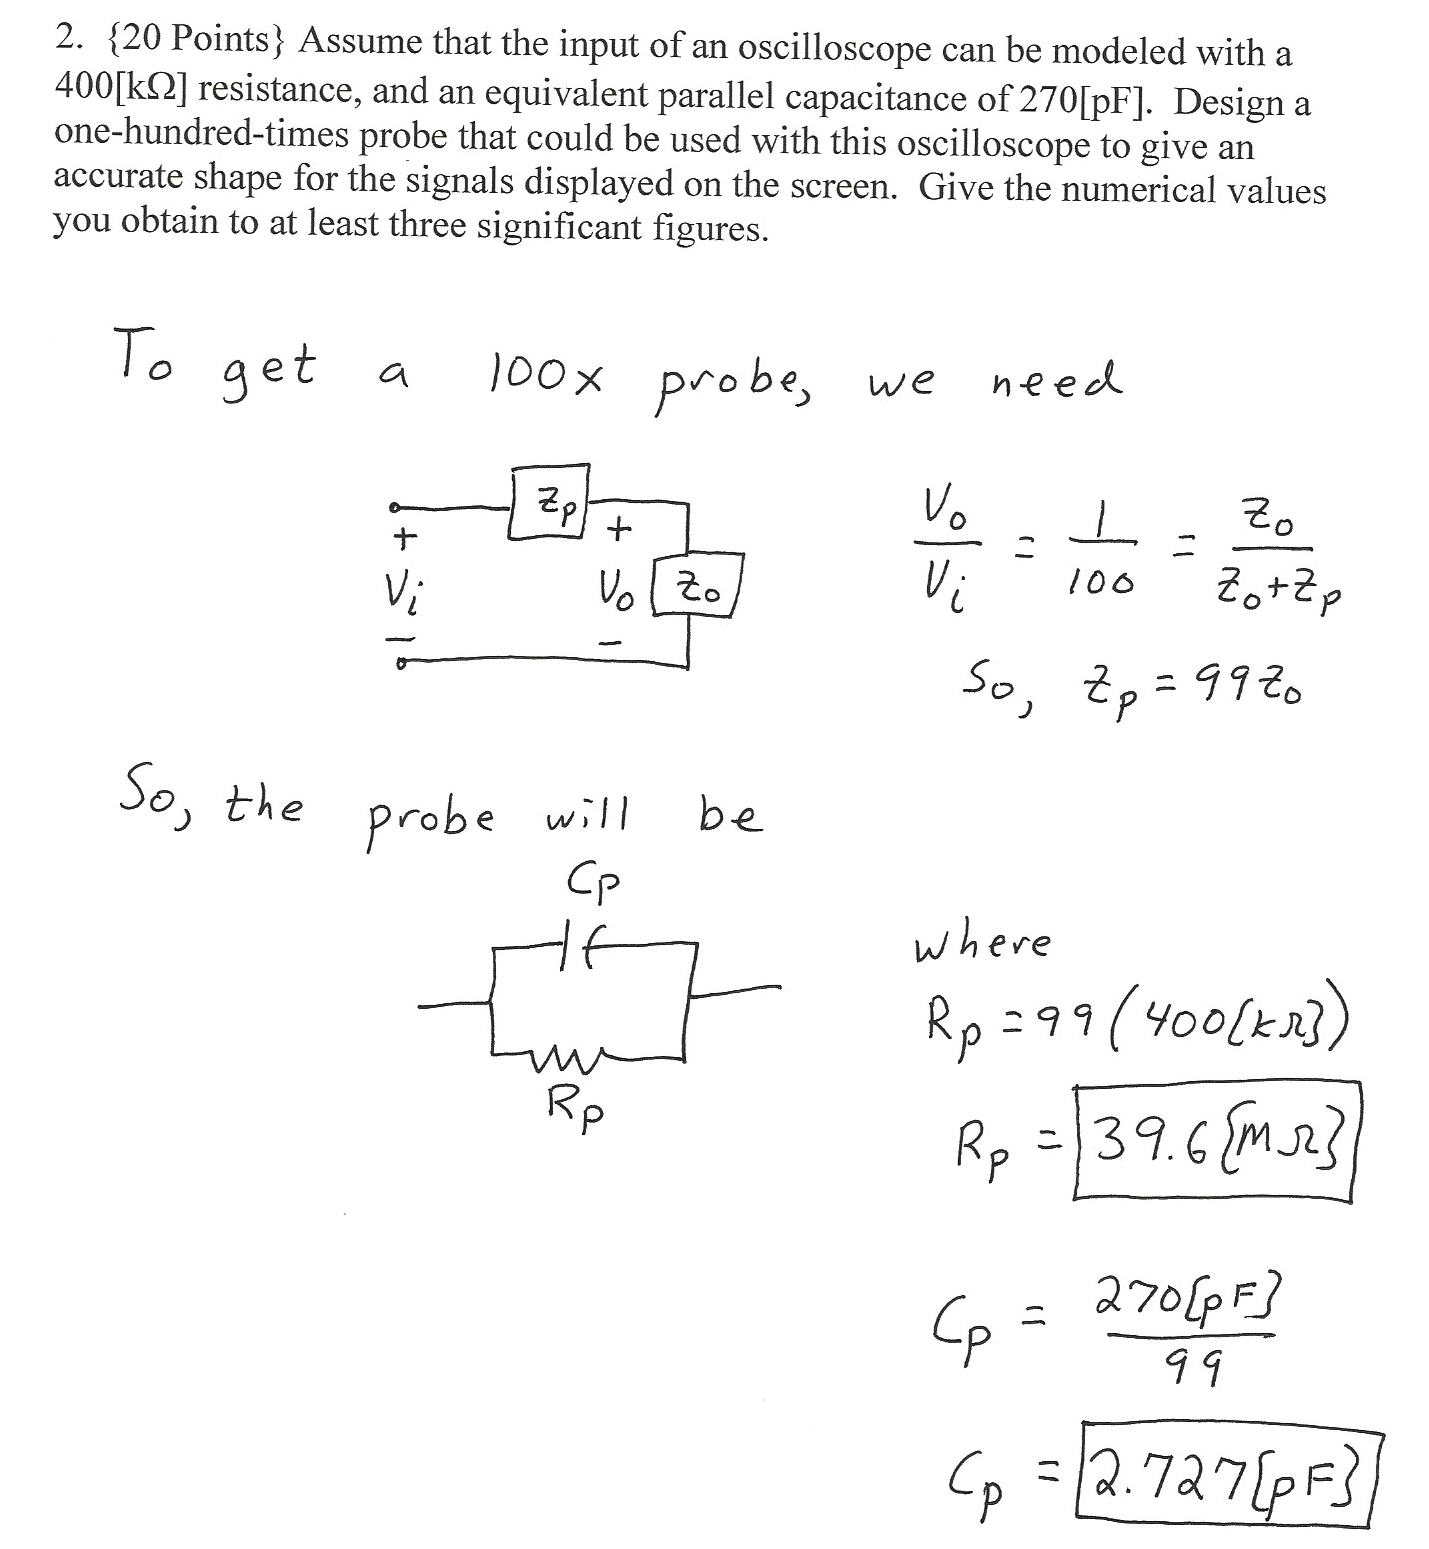 2. {20 Points} Assume that the input of an oscilloscope can be modeled with a
400[kΩ] resistance, and an equivalent parallel capacitance of 270[pF]. Design a
one-hundred-times probe that could be used with this oscilloscope to give an
accurate shape for the signals displayed on the screen. Give the numerical values
you obtain to at least three significant figures.
To get a 100x probe, we need
Zp
+ +
Vi Vo Zo
- -
Vo/Vi = 1/100 = Zo/(Zo+Zp)
So, Zp = 99Zo
So, the probe will be
Cp
Rp
where
Rp = 99(400[kΩ])
Rp = 39.6[MΩ]
Cp = 270[pF]/99
Cp = 2.727[pF]